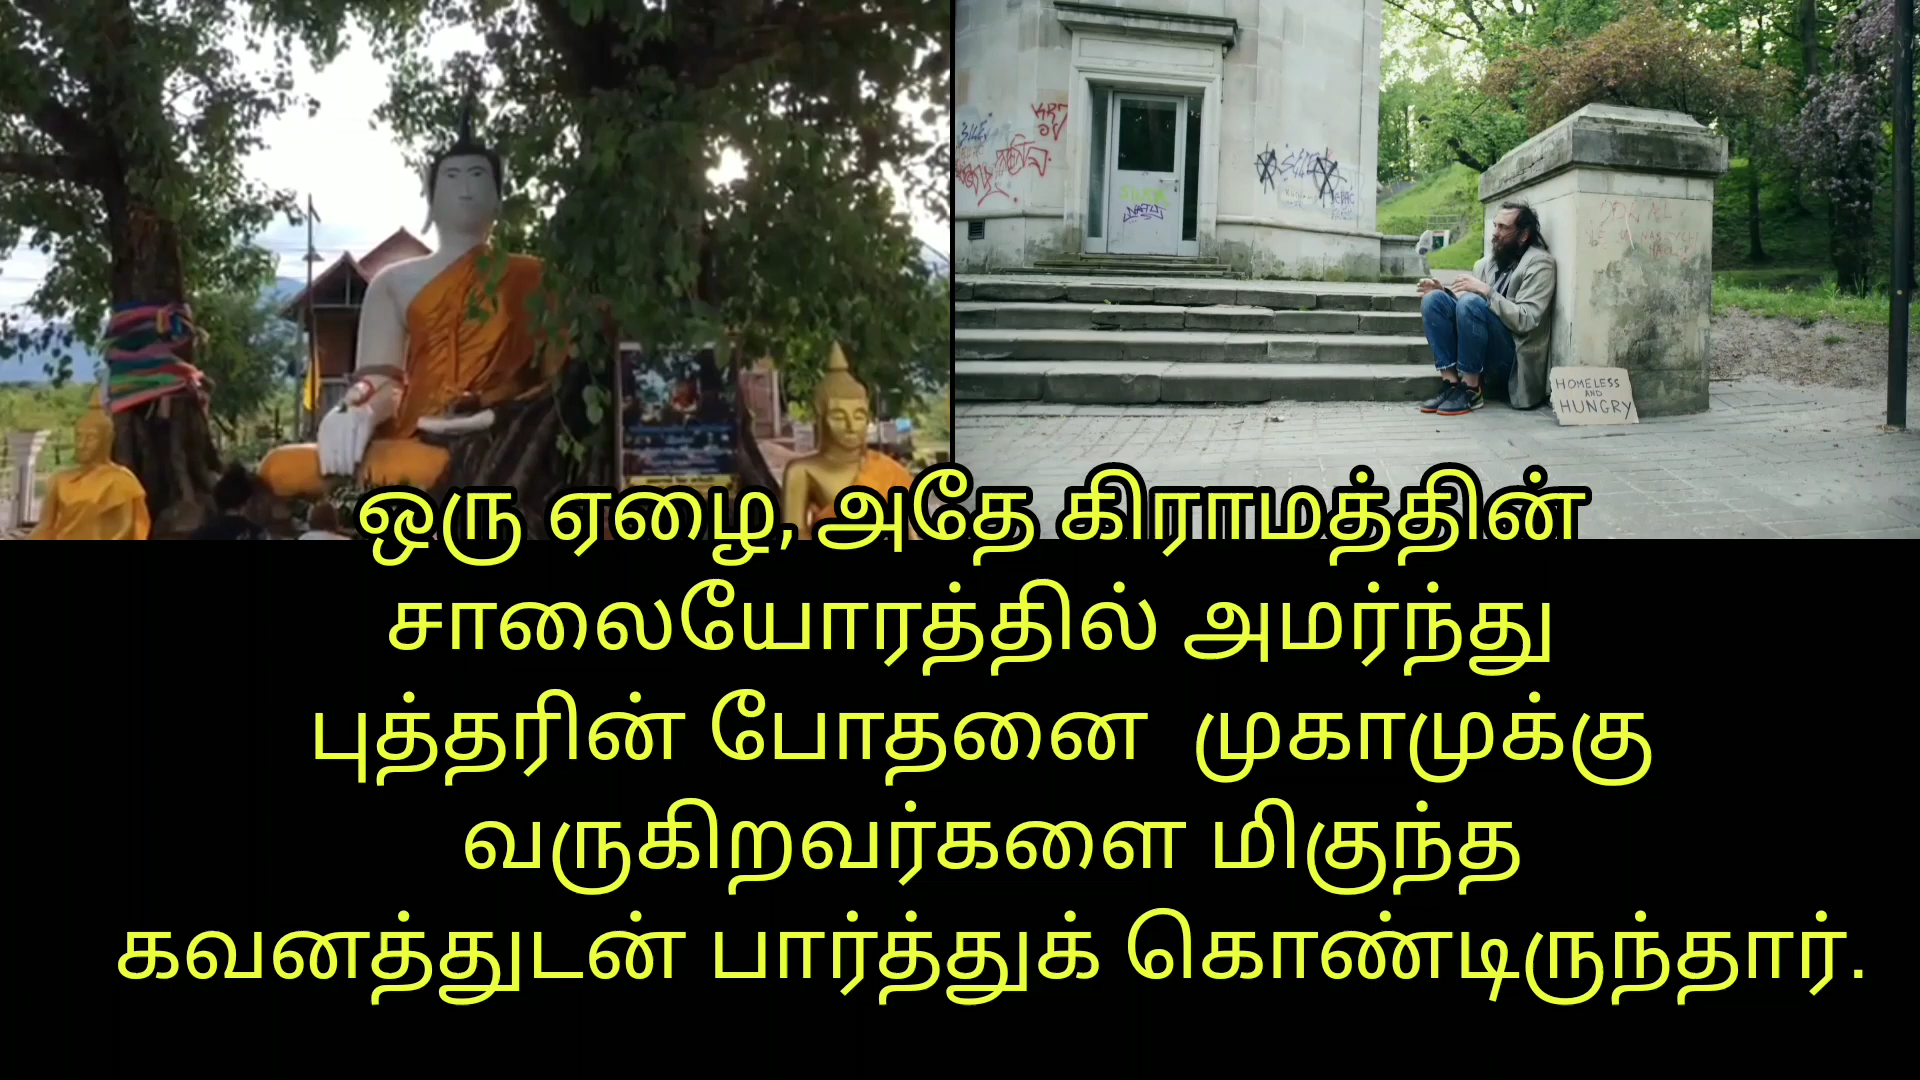 HOMELESS
AND
HUNGRY
ஒரு ஏழை, அதே கிராமத்தின்
சாலையோரத்தில் அமர்ந்து
புத்தரின் போதனை முகாமுக்கு
வருகிறவர்களை மிகுந்த
கவனத்துடன் பார்த்துக் கொண்டிருந்தார்.